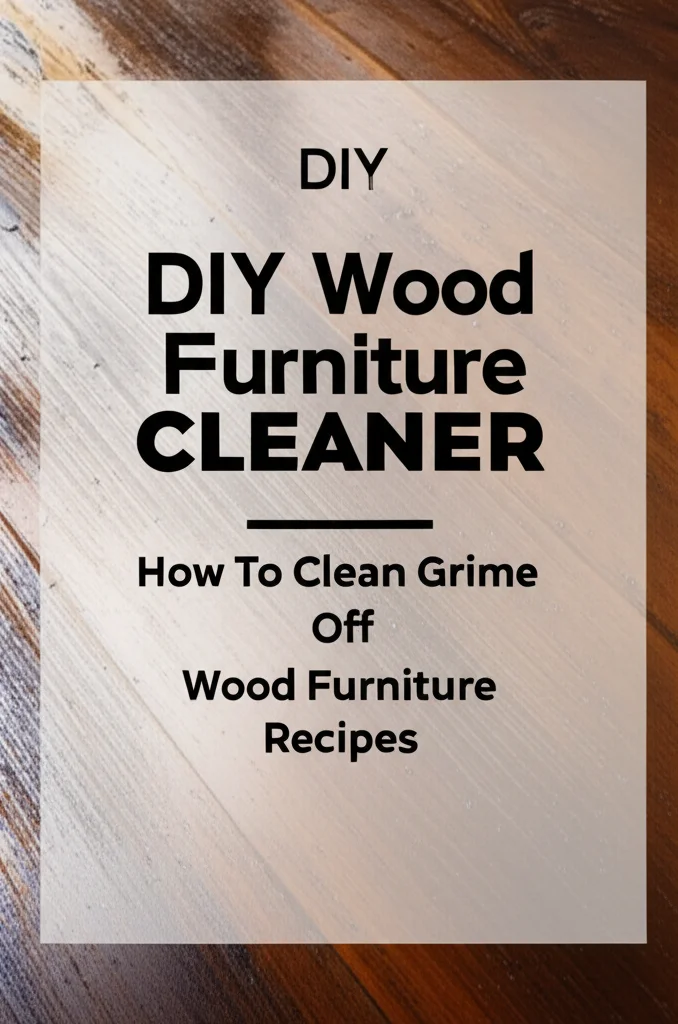 DIY
DIY Wood
Furniture
CLEANER
How To Clean Grime
Off
Wood Furniture
Recipes